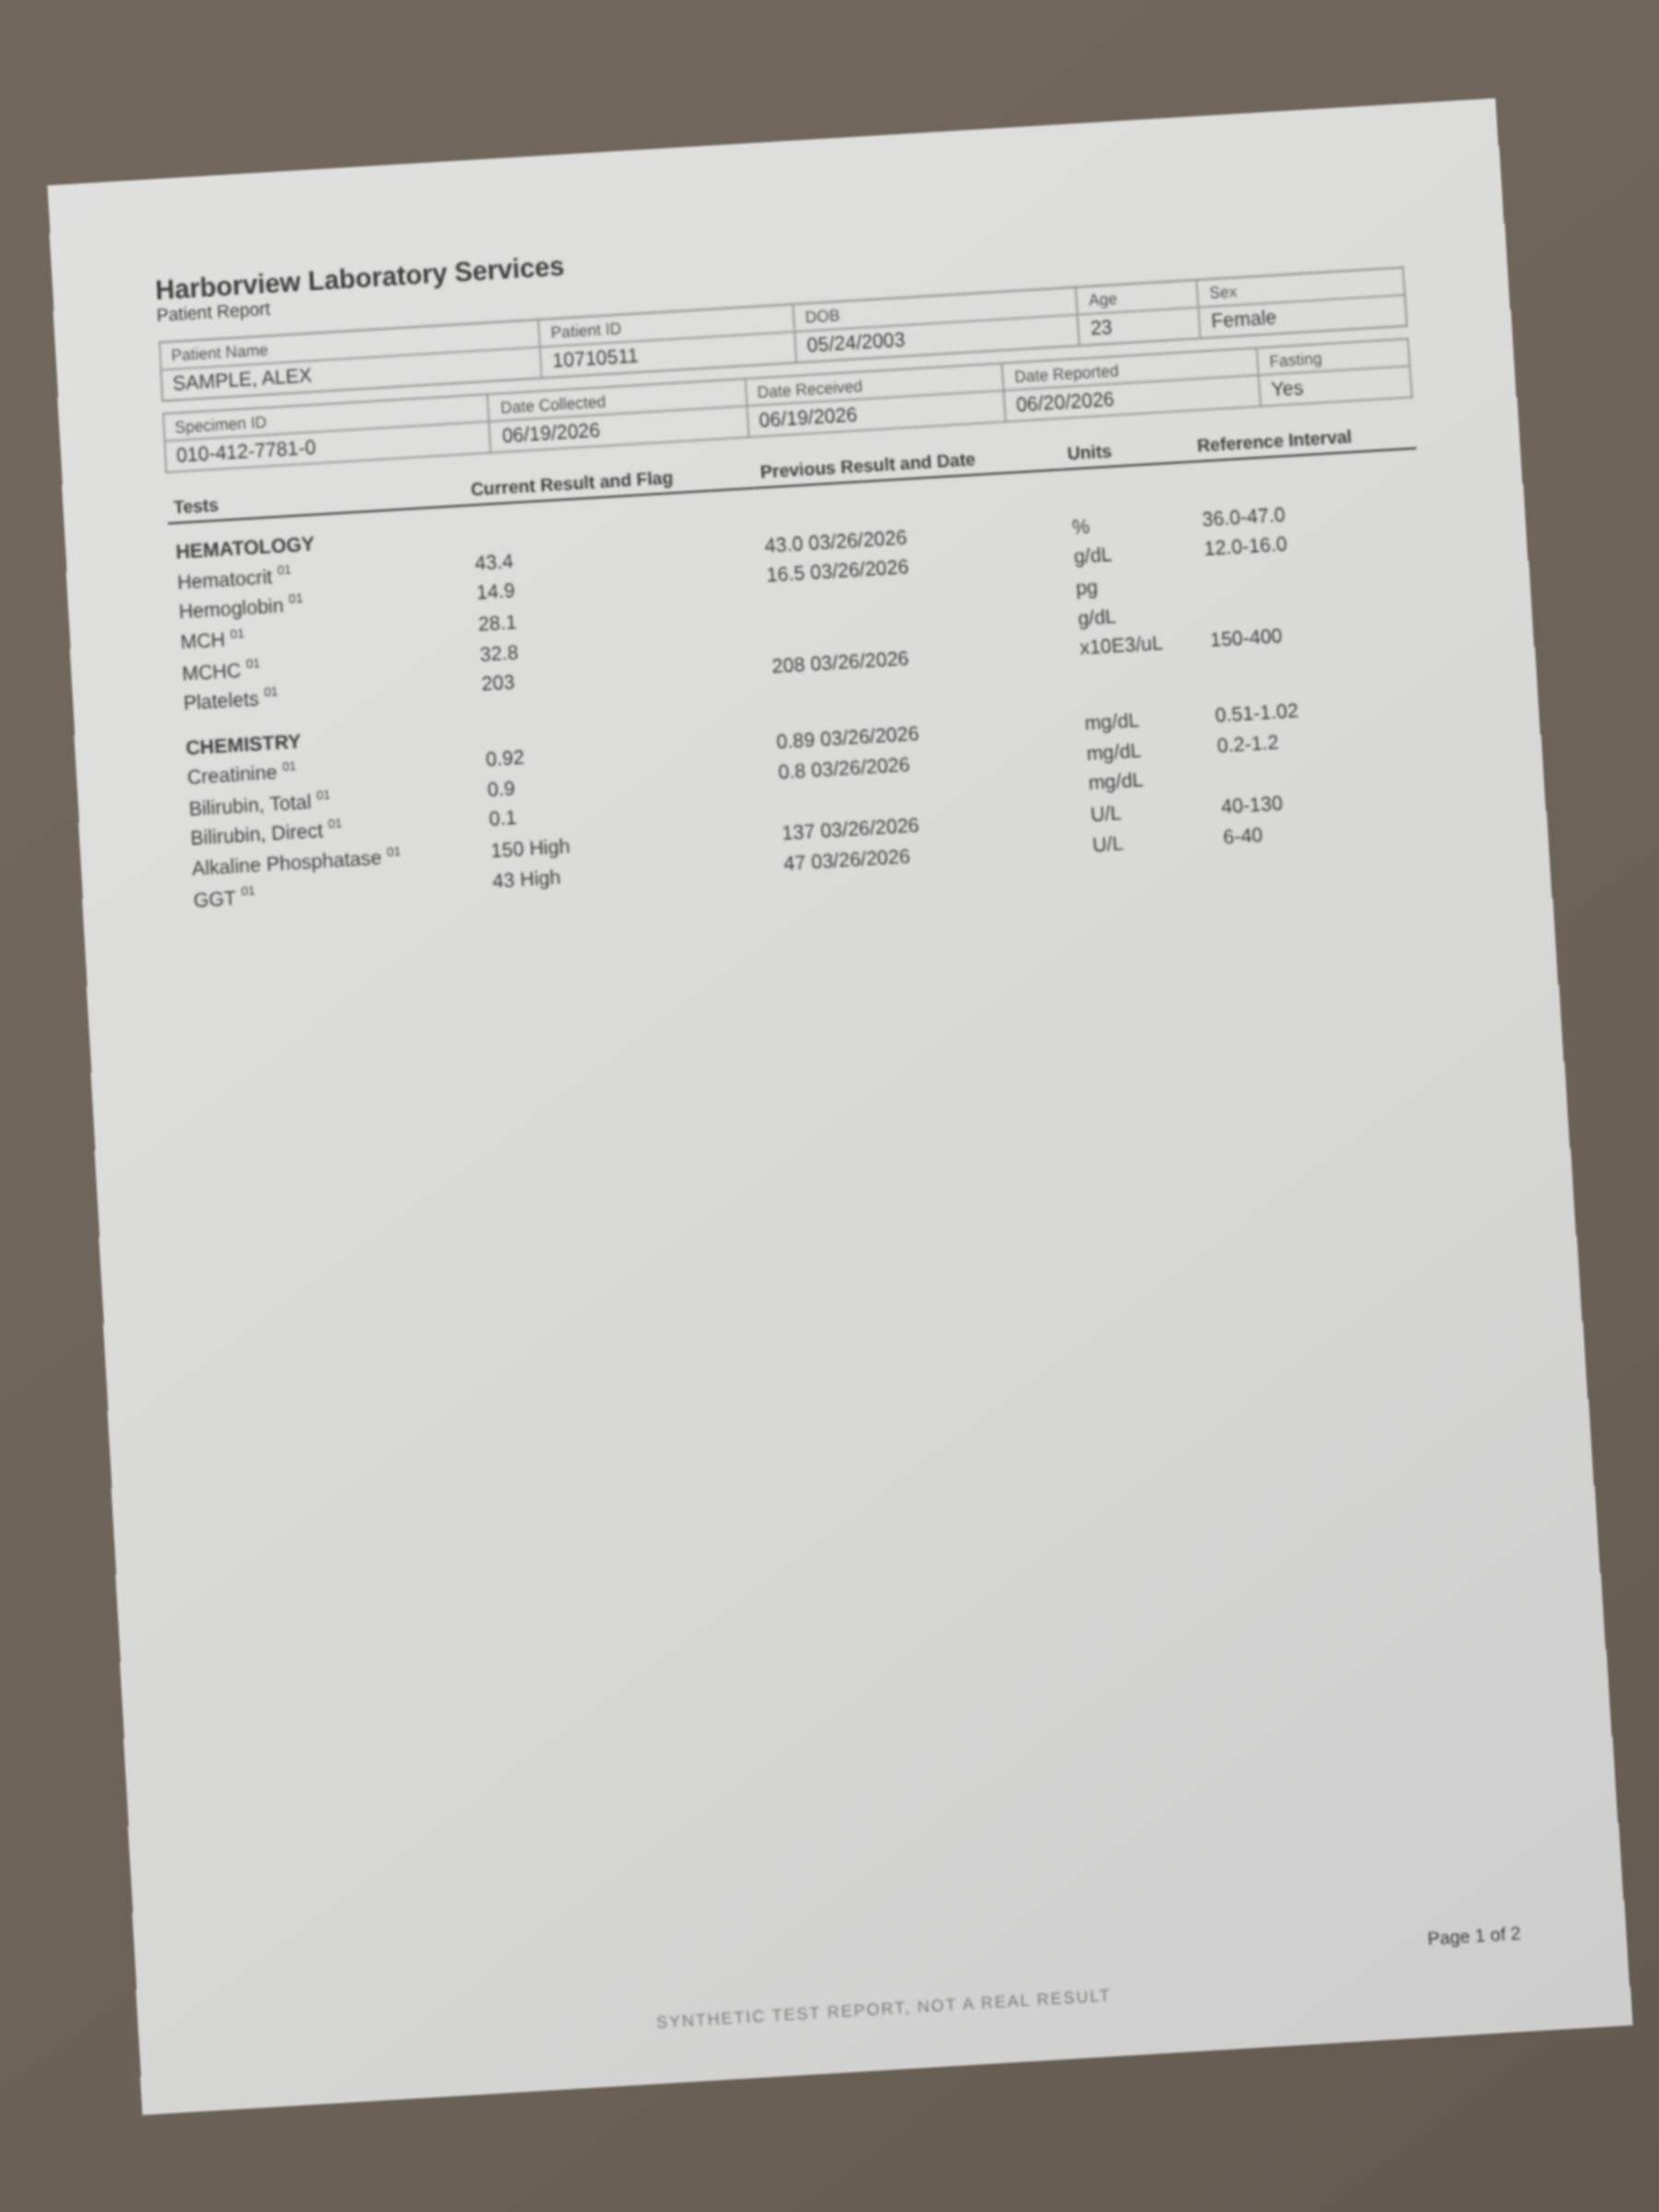 Harborview Laboratory Services
Patient Report
Patient Name Patient ID DOB Age Sex
SAMPLE, ALEX 10710511 05/24/2003 23 Female
Specimen ID Date Collected Date Received Date Reported Fasting
010-412-7781-0 06/19/2026 06/19/2026 06/20/2026 Yes
Tests Current Result and Flag Previous Result and Date Units Reference Interval
HEMATOLOGY
Hematocrit 01 43.4 43.0 03/26/2026 % 36.0-47.0
Hemoglobin 01 14.9 16.5 03/26/2026 g/dL 12.0-16.0
MCH 01 28.1 pg
MCHC 01 32.8 g/dL
Platelets 01 203 208 03/26/2026 x10E3/uL 150-400
CHEMISTRY
Creatinine 01 0.92 0.89 03/26/2026 mg/dL 0.51-1.02
Bilirubin, Total 01 0.9 0.8 03/26/2026 mg/dL 0.2-1.2
Bilirubin, Direct 01 0.1 mg/dL
Alkaline Phosphatase 01 150 High 137 03/26/2026 U/L 40-130
GGT 01 43 High 47 03/26/2026 U/L 6-40
Page 1 of 2
SYNTHETIC TEST REPORT, NOT A REAL RESULT